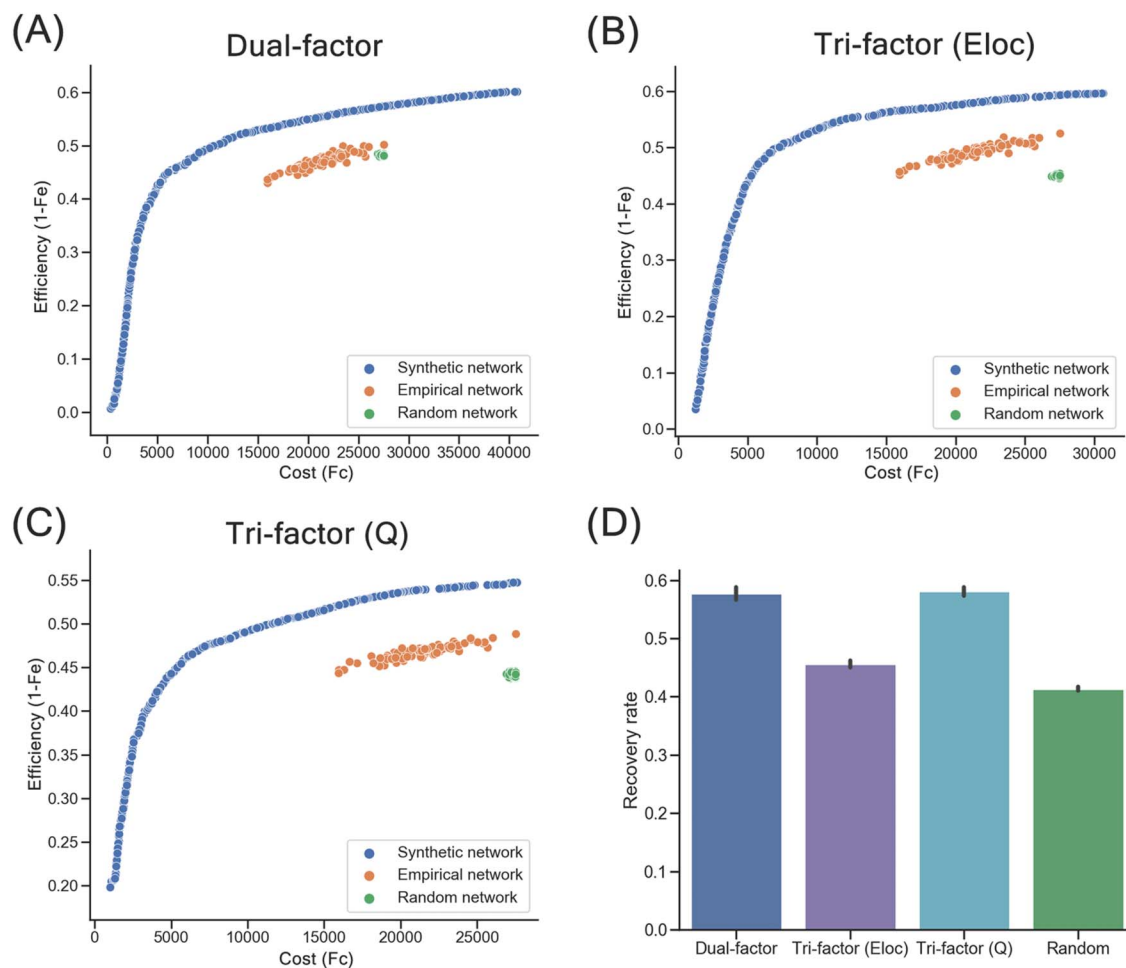 (A)
Dual-factor
Efficiency (1-Fe)
0.6
0.5
0.4
0.3
0.2
0.1
0.0
Synthetic network
Empirical network
Random network
0 5000 10000 15000 20000 25000 30000 35000 40000
Cost (Fc)
(B)
Tri-factor (Eloc)
Efficiency (1-Fe)
0.6
0.5
0.4
0.3
0.2
0.1
0.0
Synthetic network
Empirical network
Random network
0 5000 10000 15000 20000 25000 30000
Cost (Fc)
(C)
Tri-factor (Q)
Efficiency (1-Fe)
0.55
0.50
0.45
0.40
0.35
0.30
0.25
0.20
Synthetic network
Empirical network
Random network
0 5000 10000 15000 20000 25000
Cost (Fc)
(D)
Recovery rate
0.6
0.5
0.4
0.3
0.2
0.1
0.0
Dual-factor Tri-factor (Eloc) Tri-factor (Q) Random